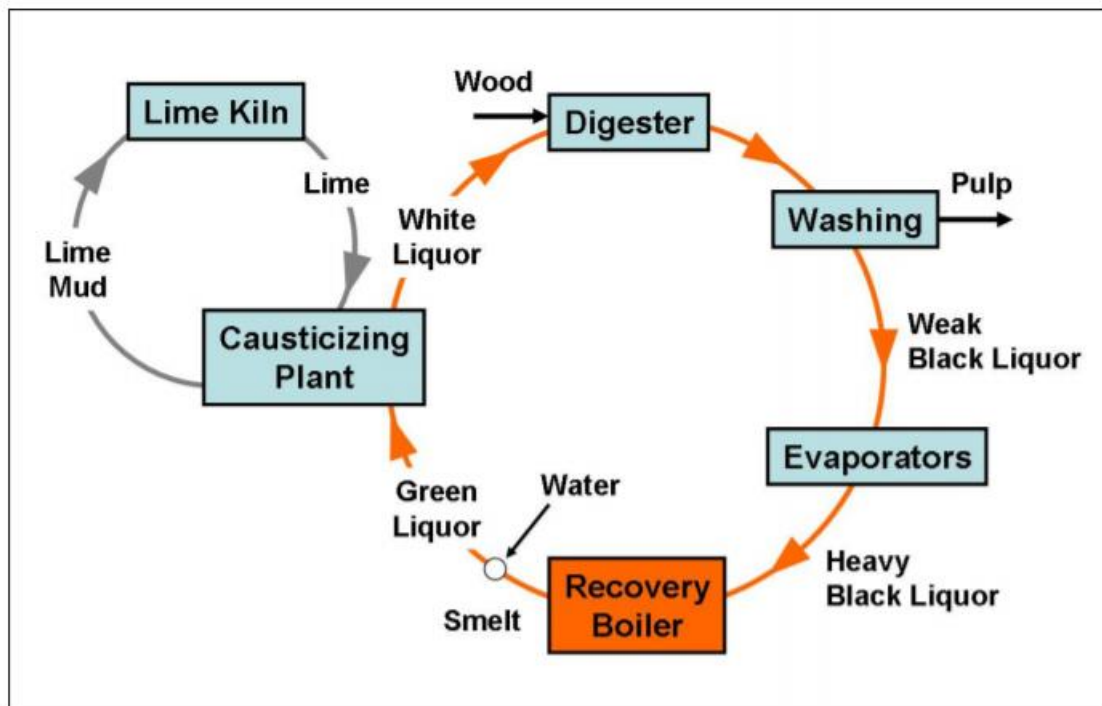 Lime Kiln
Lime
Lime
Mud
Causticizing
Plant
White
Liquor
Wood
Digester
Washing
Pulp
Weak
Black Liquor
Evaporators
Heavy
Black Liquor
Recovery
Boiler
Smelt
Water
Green
Liquor